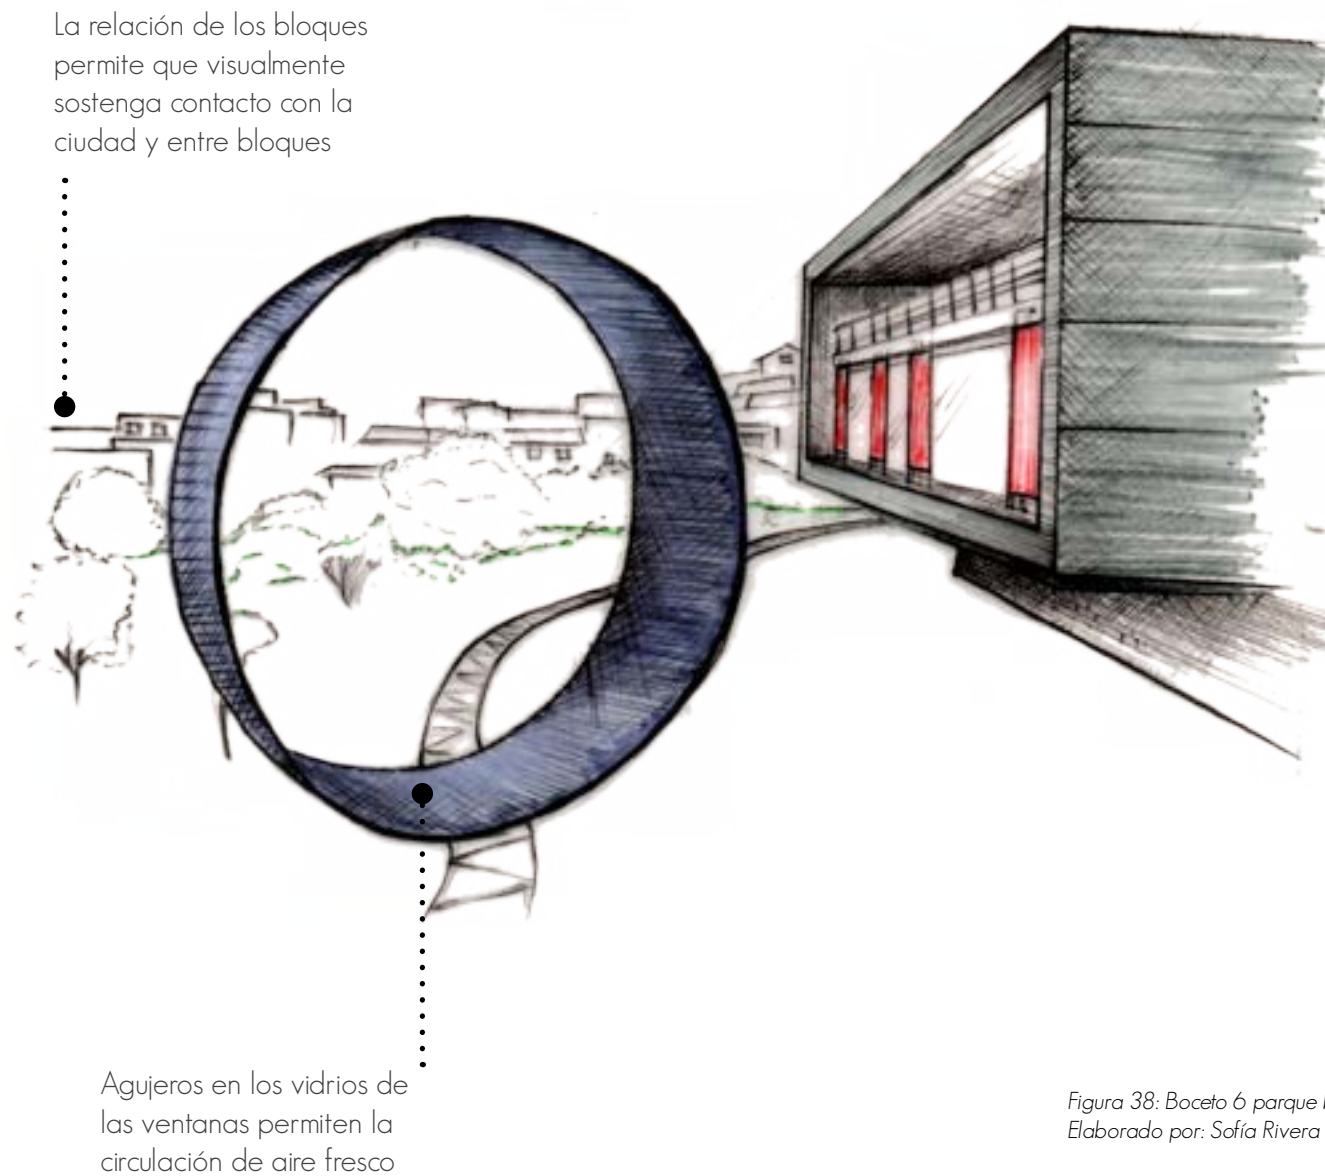 La relación de los bloques
permite que visualmente
sostenga contacto con la
ciudad y entre bloques
Agujeros en los vidrios de
las ventanas permiten la
circulación de aire fresco
Figura 38: Boceto 6 parque
Elaborado por: Sofía Rivera